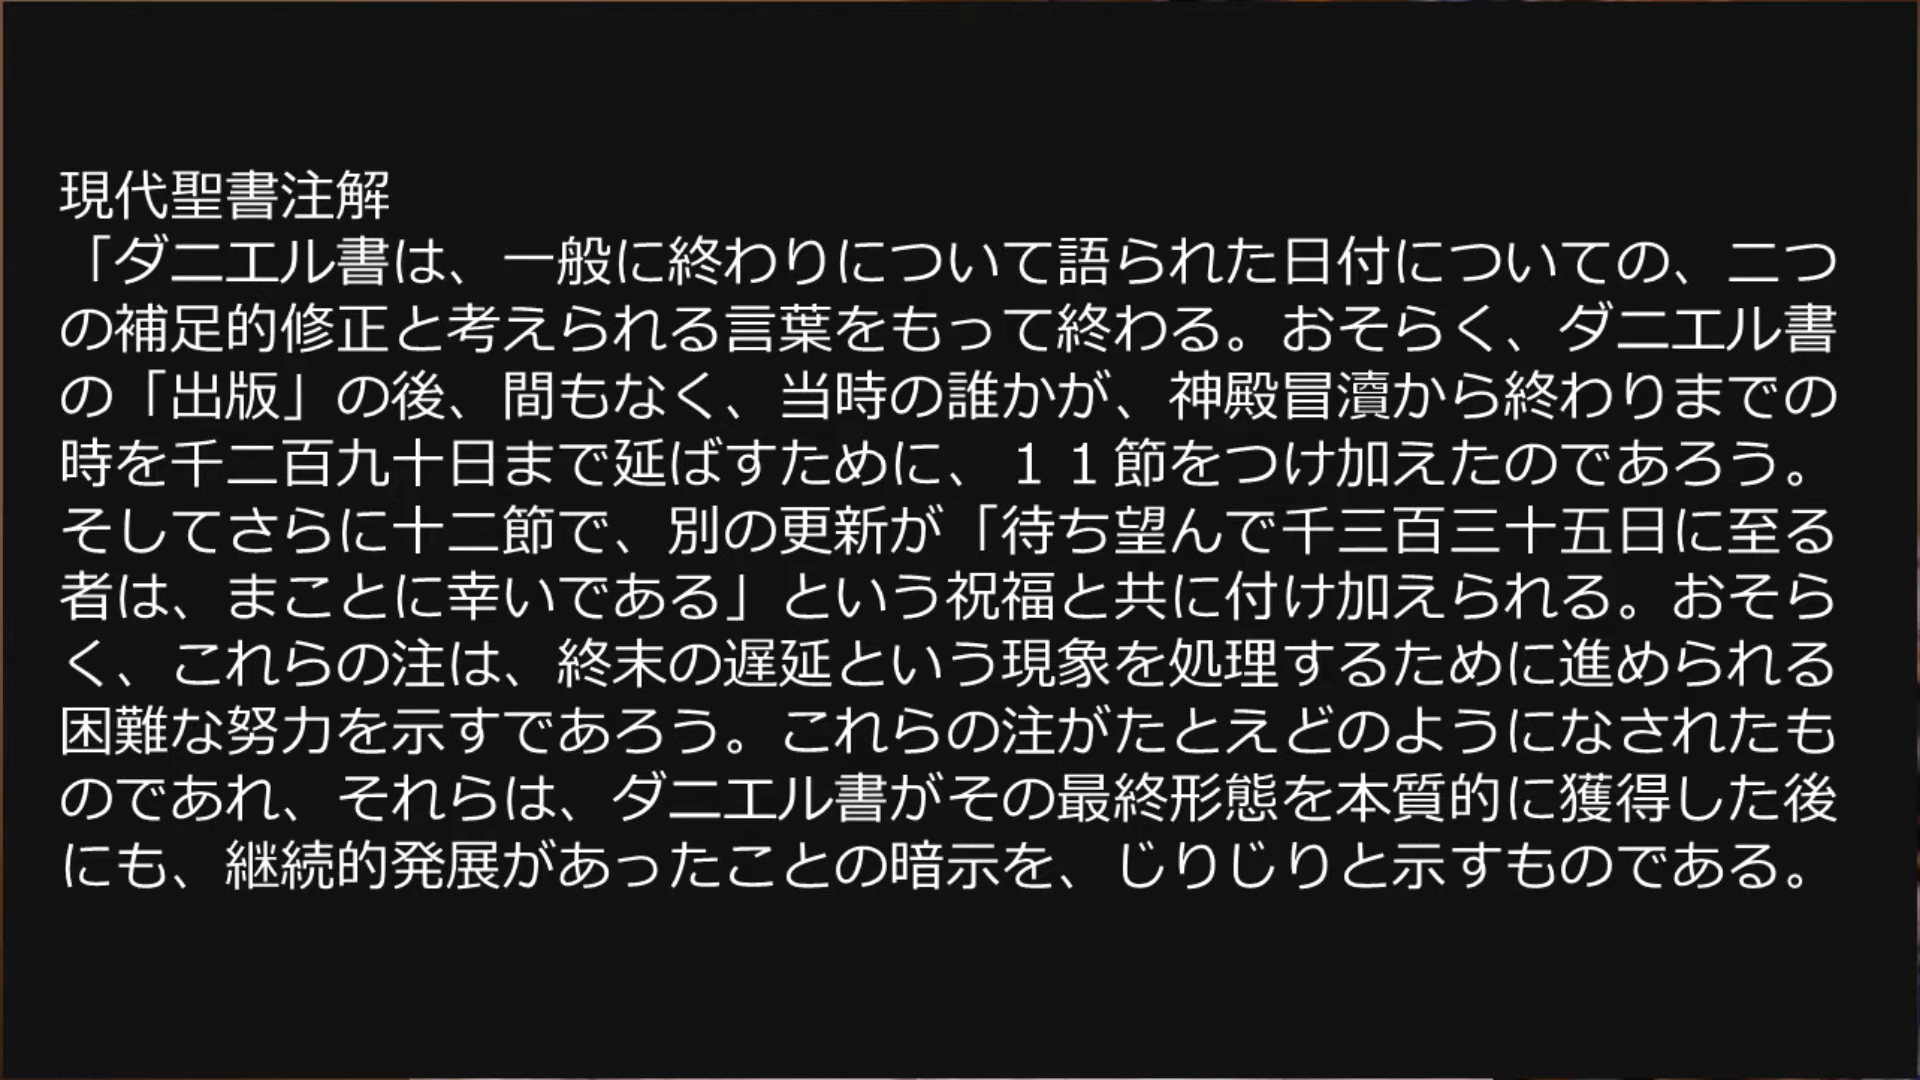 現代聖書注解
「ダニエル書は、一般に終わりについて語られた日付についての、二つ
の補足的修正と考えられる言葉をもって終わる。おそらく、ダニエル書
の「出版」の後、間もなく、当時の誰かが、神殿冒瀆から終わりまでの
時を千二百九十日まで延ばすために、１１節をつけ加えたのであろう。
そしてさらに十二節で、別の更新が「待ち望んで千三百三十五日に至る
者は、まことに幸いである」という祝福と共に付け加えられる。おそら
く、これらの注は、終末の遅延という現象を処理するために進められる
困難な努力を示すであろう。これらの注がたとえどのようになされたも
のであれ、それらは、ダニエル書がその最終形態を本質的に獲得した後
にも、継続的発展があったことの暗示を、じりじりと示すものである。